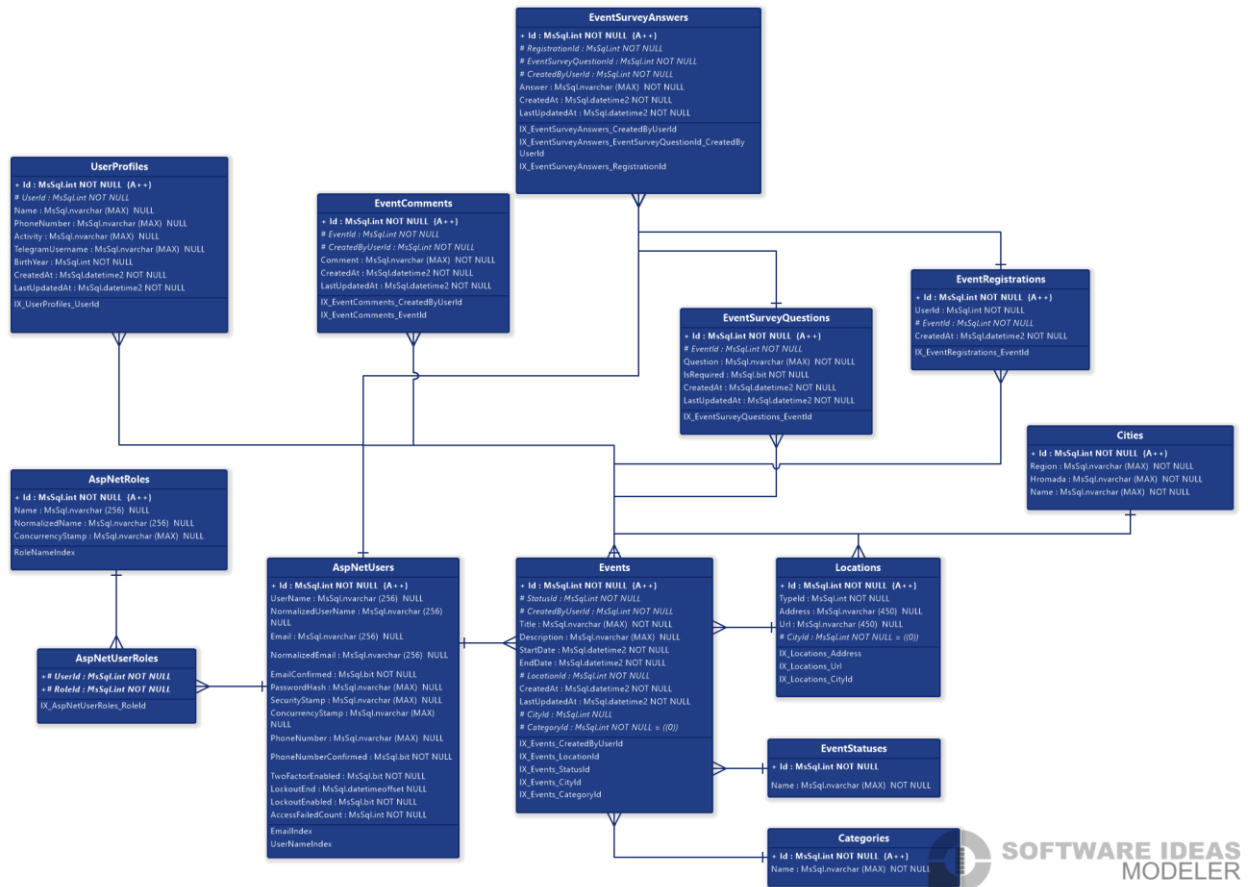 EventSurveyAnswers
+ Id : MsSql.int NOT NULL (A++)
# RegistrationId : MsSql.int NOT NULL
# EventSurveyQuestionId : MsSql.int NOT NULL
# CreatedByUserId : MsSql.int NOT NULL
Answer : MsSql.nvarchar (MAX) NOT NULL
CreatedAt : MsSql.datetime2 NOT NULL
LastUpdatedAt : MsSql.datetime2 NOT NULL
IX_EventSurveyAnswers_CreatedByUserId
IX_EventSurveyAnswers_EventSurveyQuestionId_CreatedBy
UserId
IX_EventSurveyAnswers_RegistrationId
UserProfiles
+ Id : MsSql.int NOT NULL (A++)
# UserId : MsSql.int NOT NULL
Name : MsSql.nvarchar (MAX) NULL
PhoneNumber : MsSql.nvarchar (MAX) NULL
Activity : MsSql.nvarchar (MAX) NULL
TelegramUsername : MsSql.nvarchar (MAX) NULL
BirthYear : MsSql.int NOT NULL
CreatedAt : MsSql.datetime2 NOT NULL
LastUpdatedAt : MsSql.datetime2 NOT NULL
IX_UserProfiles_UserId
EventComments
+ Id : MsSql.int NOT NULL (A++)
# EventId : MsSql.int NOT NULL
# CreatedByUserId : MsSql.int NOT NULL
Comment : MsSql.nvarchar (MAX) NOT NULL
CreatedAt : MsSql.datetime2 NOT NULL
LastUpdatedAt : MsSql.datetime2 NOT NULL
IX_EventComments_CreatedByUserId
IX_EventComments_EventId
EventSurveyQuestions
+ Id : MsSql.int NOT NULL (A++)
# EventId : MsSql.int NOT NULL
Question : MsSql.nvarchar (MAX) NOT NULL
IsRequired : MsSql.bit NOT NULL
CreatedAt : MsSql.datetime2 NOT NULL
LastUpdatedAt : MsSql.datetime2 NOT NULL
IX_EventSurveyQuestions_EventId
EventRegistrations
+ Id : MsSql.int NOT NULL (A++)
UserId : MsSql.int NOT NULL
# EventId : MsSql.int NOT NULL
CreatedAt : MsSql.datetime2 NOT NULL
IX_EventRegistrations_EventId
Cities
+ Id : MsSql.int NOT NULL (A++)
Region : MsSql.nvarchar (MAX) NOT NULL
Hromada : MsSql.nvarchar (MAX) NOT NULL
Name : MsSql.nvarchar (MAX) NOT NULL
AspNetRoles
+ Id : MsSql.int NOT NULL (A++)
Name : MsSql.nvarchar (256) NULL
NormalizedName : MsSql.nvarchar (256) NULL
ConcurrencyStamp : MsSql.nvarchar (MAX) NULL
RoleNameIndex
AspNetUserRoles
+# UserId : MsSql.int NOT NULL
+# RoleId : MsSql.int NOT NULL
IX_AspNetUserRoles_RoleId
AspNetUsers
+ Id : MsSql.int NOT NULL (A++)
UserName : MsSql.nvarchar (256) NULL
NormalizedUserName : MsSql.nvarchar (256)
NULL
Email : MsSql.nvarchar (256) NULL
NormalizedEmail : MsSql.nvarchar (256) NULL
EmailConfirmed : MsSql.bit NOT NULL
PasswordHash : MsSql.nvarchar (MAX) NULL
SecurityStamp : MsSql.nvarchar (MAX) NULL
ConcurrencyStamp : MsSql.nvarchar (MAX)
NULL
PhoneNumber : MsSql.nvarchar (MAX) NULL
PhoneNumberConfirmed : MsSql.bit NOT NULL
TwoFactorEnabled : MsSql.bit NOT NULL
LockoutEnd : MsSql.datetimeoffset NULL
LockoutEnabled : MsSql.bit NOT NULL
AccessFailedCount : MsSql.int NOT NULL
EmailIndex
UserNameIndex
Events
+ Id : MsSql.int NOT NULL (A++)
# StatusId : MsSql.int NOT NULL
# CreatedByUserId : MsSql.int NOT NULL
Title : MsSql.nvarchar (MAX) NOT NULL
Description : MsSql.nvarchar (MAX) NOT NULL
StartDate : MsSql.datetime2 NOT NULL
EndDate : MsSql.datetime2 NOT NULL
# LocationId : MsSql.int NOT NULL
CreatedAt : MsSql.datetime2 NOT NULL
LastUpdatedAt : MsSql.datetime2 NOT NULL
# CityId : MsSql.int NULL
# CategoryId : MsSql.int NOT NULL = ((0))
IX_Events_CreatedByUserId
IX_Events_LocationId
IX_Events_StatusId
IX_Events_CityId
IX_Events_CategoryId
Locations
+ Id : MsSql.int NOT NULL (A++)
TypeId : MsSql.int NOT NULL
Address : MsSql.nvarchar (450) NULL
Url : MsSql.nvarchar (450) NULL
# CityId : MsSql.int NOT NULL = ((0))
IX_Locations_Address
IX_Locations_Url
IX_Locations_CityId
EventStatuses
+ Id : MsSql.int NOT NULL
Name : MsSql.nvarchar (MAX) NOT NULL
Categories
+ Id : MsSql.int NOT NULL (A++)
Name : MsSql.nvarchar (MAX) NOT NULL
SOFTWARE IDEAS
MODELER